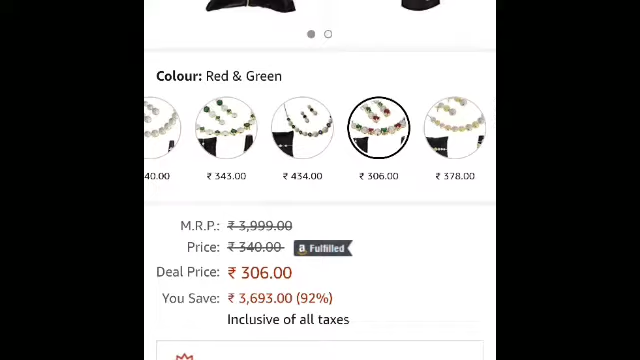 Colour: Red & Green
40.00 ₹ 343.00 ₹ 434.00 ₹ 306.00 ₹ 378.00
M.R.P.: ₹ 3,999.00
Price: ₹ 340.00 a Fulfilled
Deal Price: ₹ 306.00
You Save: ₹ 3,693.00 (92%)
Inclusive of all taxes